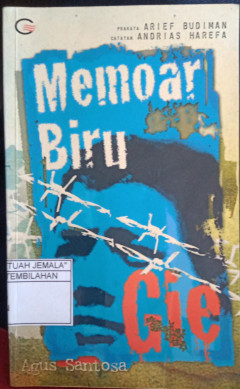 PRAKATA ARIEF BUDIMAN
CATATAN ANDRIAS HAREFA
Memoar
Biru
TUAH JEMALA"
TEMBILAHAN
Gie
Agus Santosa